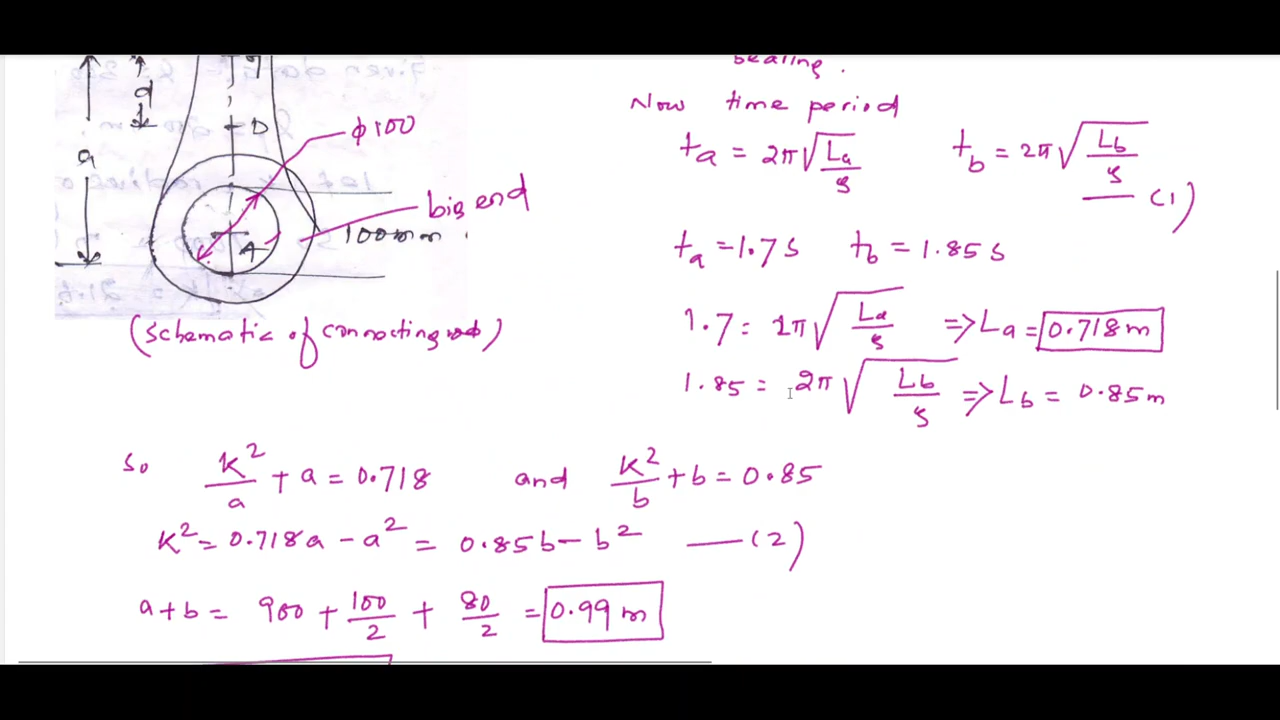 bearing.
Now time period
d
D
φ100
a
big end
A
100mm.
(schematic of connecting rod)
ta = 2π√(La/g) tb = 2π√(Lb/g) —— (1)
ta = 1.7 s tb = 1.85 s
1.7 = 2π√(La/g) => La = 0.718 m
1.85 = 2π√(Lb/g) => Lb = 0.85 m
So K²/a + a = 0.718 and K²/b + b = 0.85
K² = 0.718a - a² = 0.85b - b² —— (2)
a+b = 900 + 100/2 + 80/2 = 0.99 m